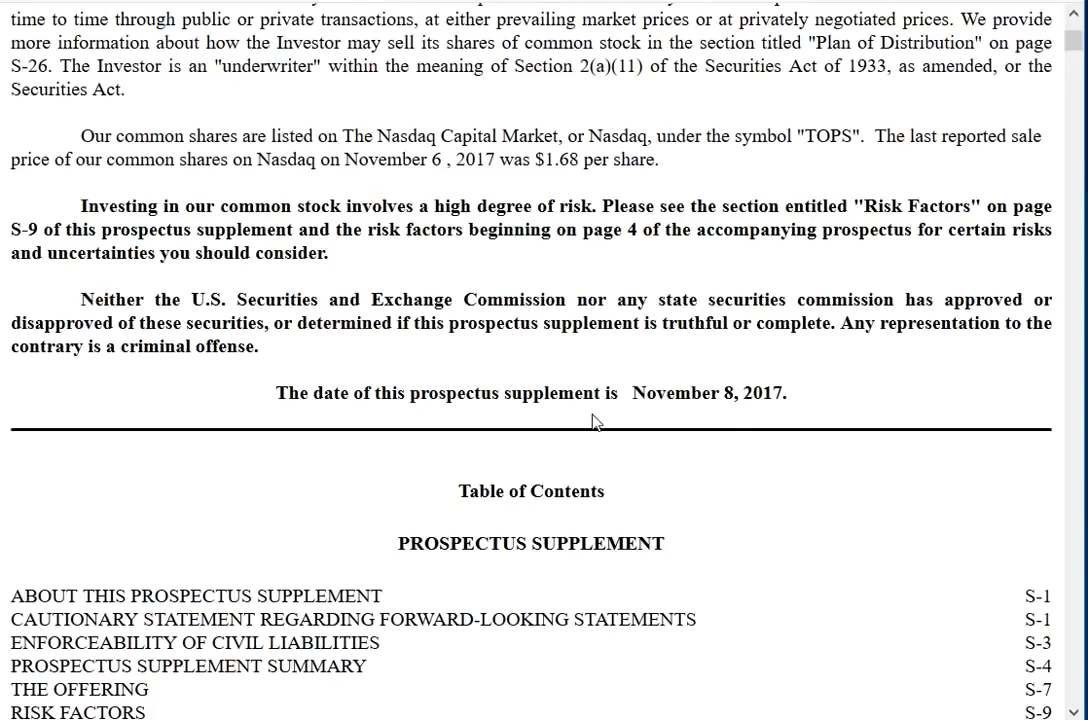 time to time through public or private transactions, at either prevailing market prices or at privately negotiated prices. We provide
more information about how the Investor may sell its shares of common stock in the section titled "Plan of Distribution" on page
S-26. The Investor is an "underwriter" within the meaning of Section 2(a)(11) of the Securities Act of 1933, as amended, or the
Securities Act.
Our common shares are listed on The Nasdaq Capital Market, or Nasdaq, under the symbol "TOPS". The last reported sale
price of our common shares on Nasdaq on November 6 , 2017 was $1.68 per share.
Investing in our common stock involves a high degree of risk. Please see the section entitled "Risk Factors" on page
S-9 of this prospectus supplement and the risk factors beginning on page 4 of the accompanying prospectus for certain risks
and uncertainties you should consider.
Neither the U.S. Securities and Exchange Commission nor any state securities commission has approved or
disapproved of these securities, or determined if this prospectus supplement is truthful or complete. Any representation to the
contrary is a criminal offense.
The date of this prospectus supplement is November 8, 2017.
Table of Contents
PROSPECTUS SUPPLEMENT
ABOUT THIS PROSPECTUS SUPPLEMENT S-1
CAUTIONARY STATEMENT REGARDING FORWARD-LOOKING STATEMENTS S-1
ENFORCEABILITY OF CIVIL LIABILITIES S-3
PROSPECTUS SUPPLEMENT SUMMARY S-4
THE OFFERING S-7
RISK FACTORS S-9